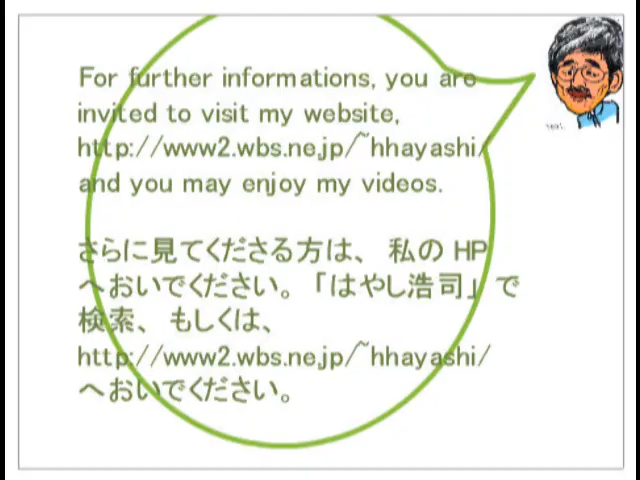 For further informations, you are
invited to visit my website,
http://www2.wbs.ne.jp/~hhayashi/
and you may enjoy my videos.
さらに見てくださる方は、 私の HP
へおいでください。「はやし浩司」 で
検索、 もしくは、
http://www2.wbs.ne.jp/~hhayashi/
へおいでください。